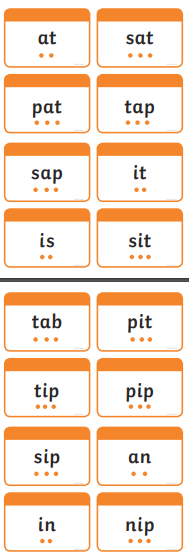 at sat
pat tap
sap it
is sit
tab pit
tip pip
sip an
in nip